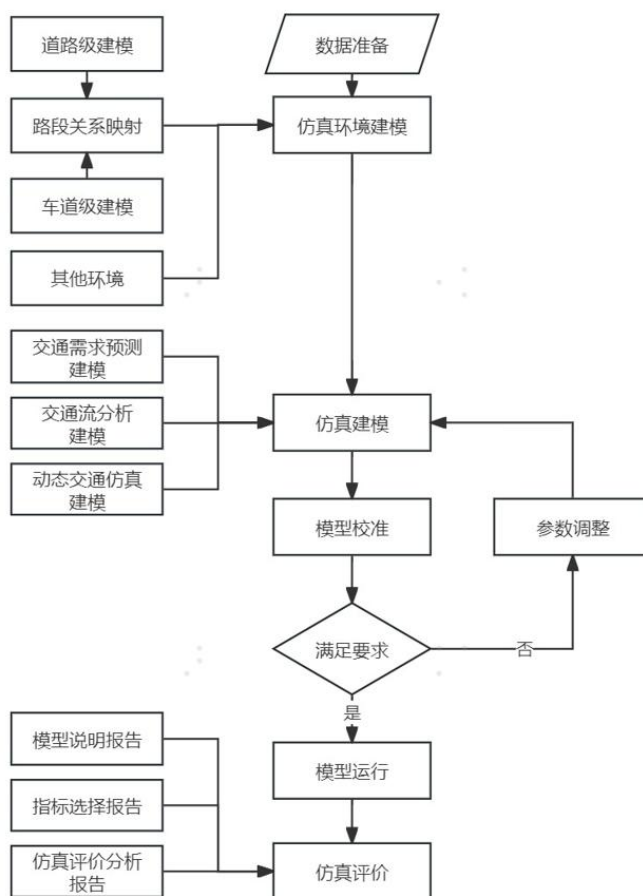 道路级建模
数据准备
路段关系映射
仿真环境建模
车道级建模
其他环境
交通需求预测
建模
交通流分析
建模
仿真建模
动态交通仿真
建模
模型校准
参数调整
满足要求
否
是
模型说明报告
模型运行
指标选择报告
仿真评价分析
报告
仿真评价